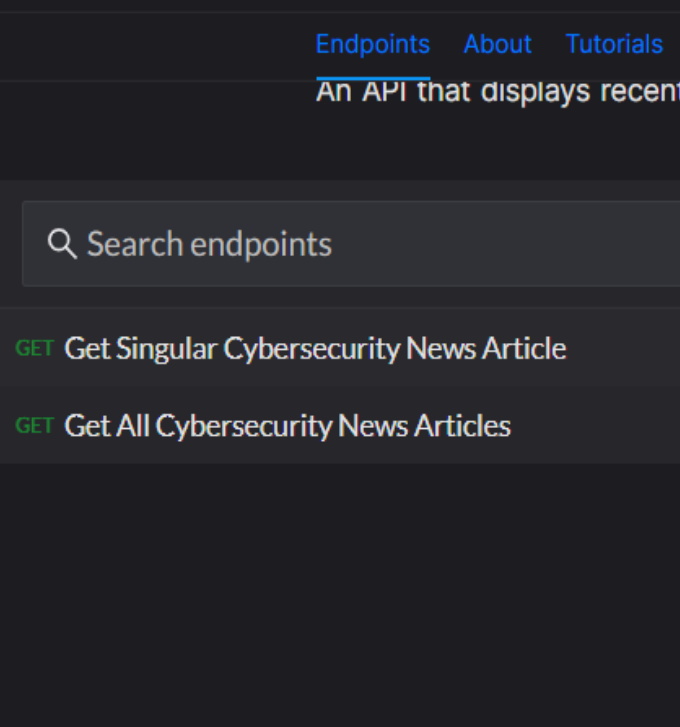 Endpoints About Tutorials
An API that displays recent
Search endpoints
GET Get Singular Cybersecurity News Article
GET Get All Cybersecurity News Articles